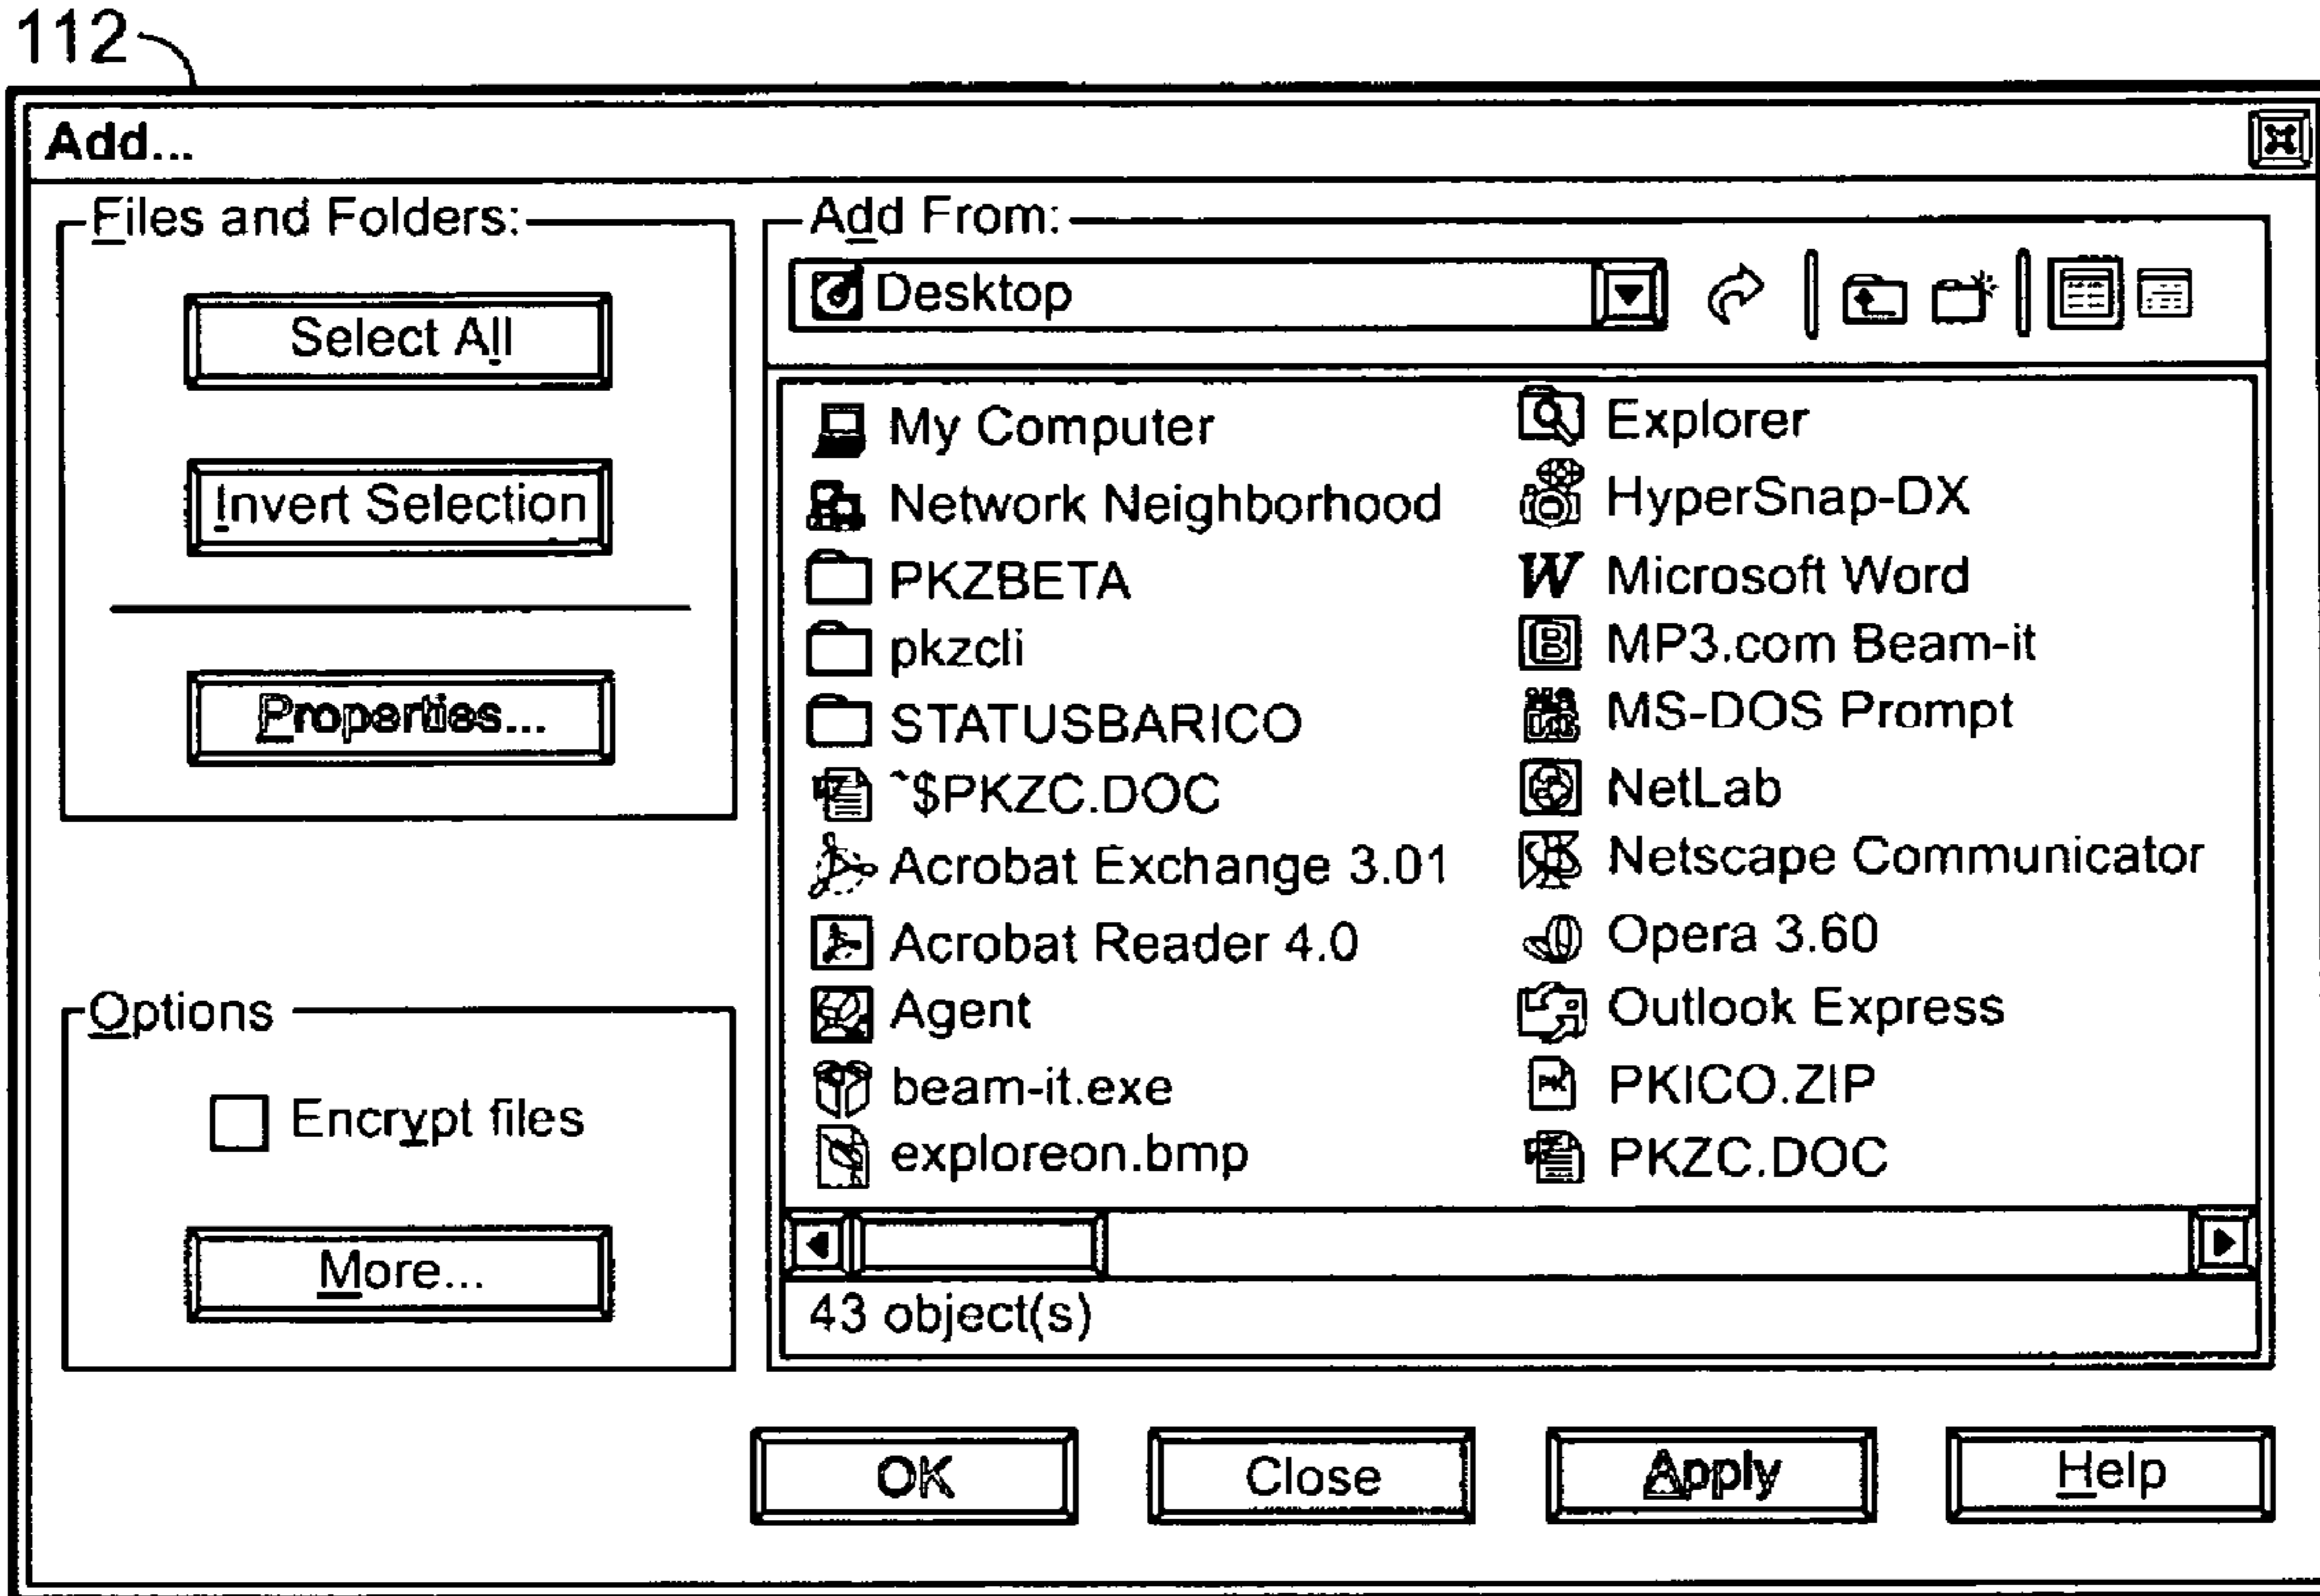 112
Add...
Files and Folders:
Select All
Invert Selection
Properties...
Options
Encrypt files
More...
Add From:
Desktop
My Computer
Network Neighborhood
PKZBETA
pkzcli
STATUSBARICO
~$PKZC.DOC
Acrobat Exchange 3.01
Acrobat Reader 4.0
Agent
beam-it.exe
exploreon.bmp
Explorer
HyperSnap-DX
W Microsoft Word
B MP3.com Beam-it
MS-DOS Prompt
NetLab
Netscape Communicator
Opera 3.60
Outlook Express
PK PKICO.ZIP
PKZC.DOC
43 object(s)
OK
Close
Apply
Help